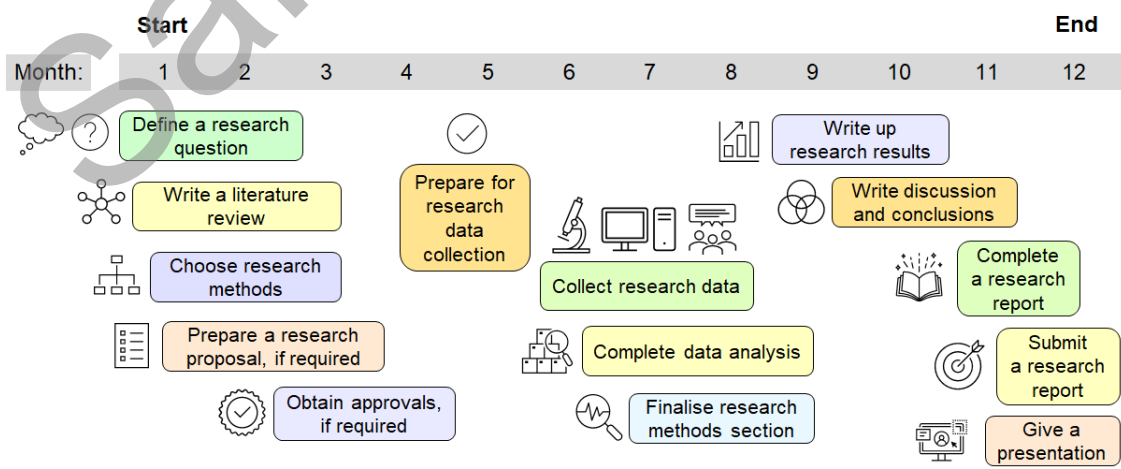 Start
End
Month: 1 2 3 4 5 6 7 8 9 10 11 12
Define a research
question
Write a literature
review
Choose research
methods
Prepare a research
proposal, if required
Obtain approvals,
if required
Prepare for
research
data
collection
Collect research data
Complete data analysis
Finalise research
methods section
Write up
research results
Write discussion
and conclusions
Complete
a research
report
Submit
a research
report
Give a
presentation